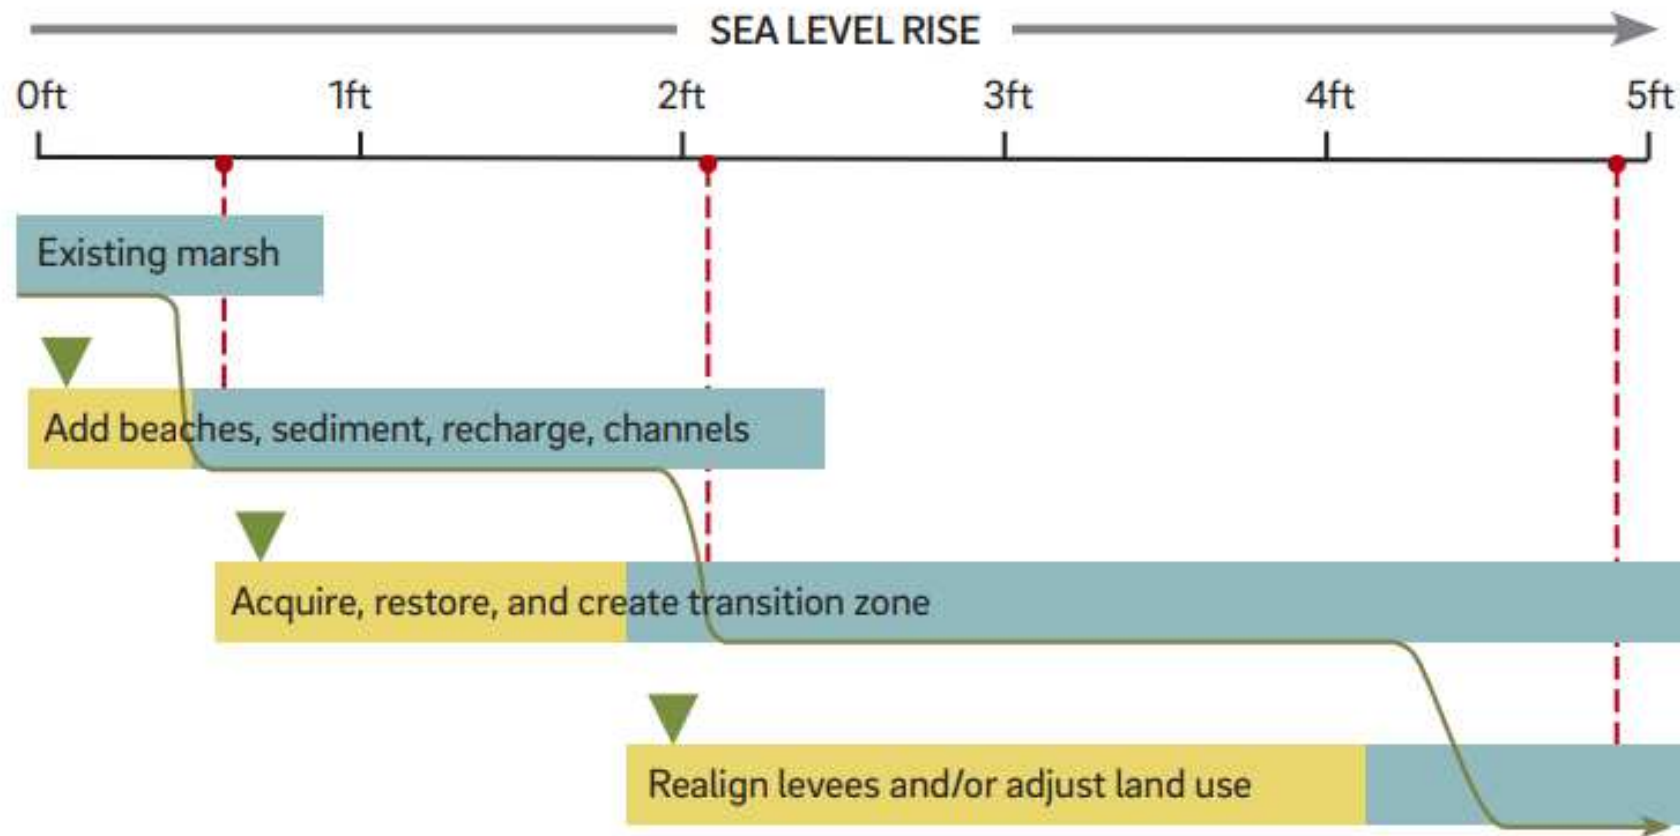 SEA LEVEL RISE
0ft 1ft 2ft 3ft 4ft 5ft
Existing marsh
Add beaches, sediment, recharge, channels
Acquire, restore, and create transition zone
Realign levees and/or adjust land use